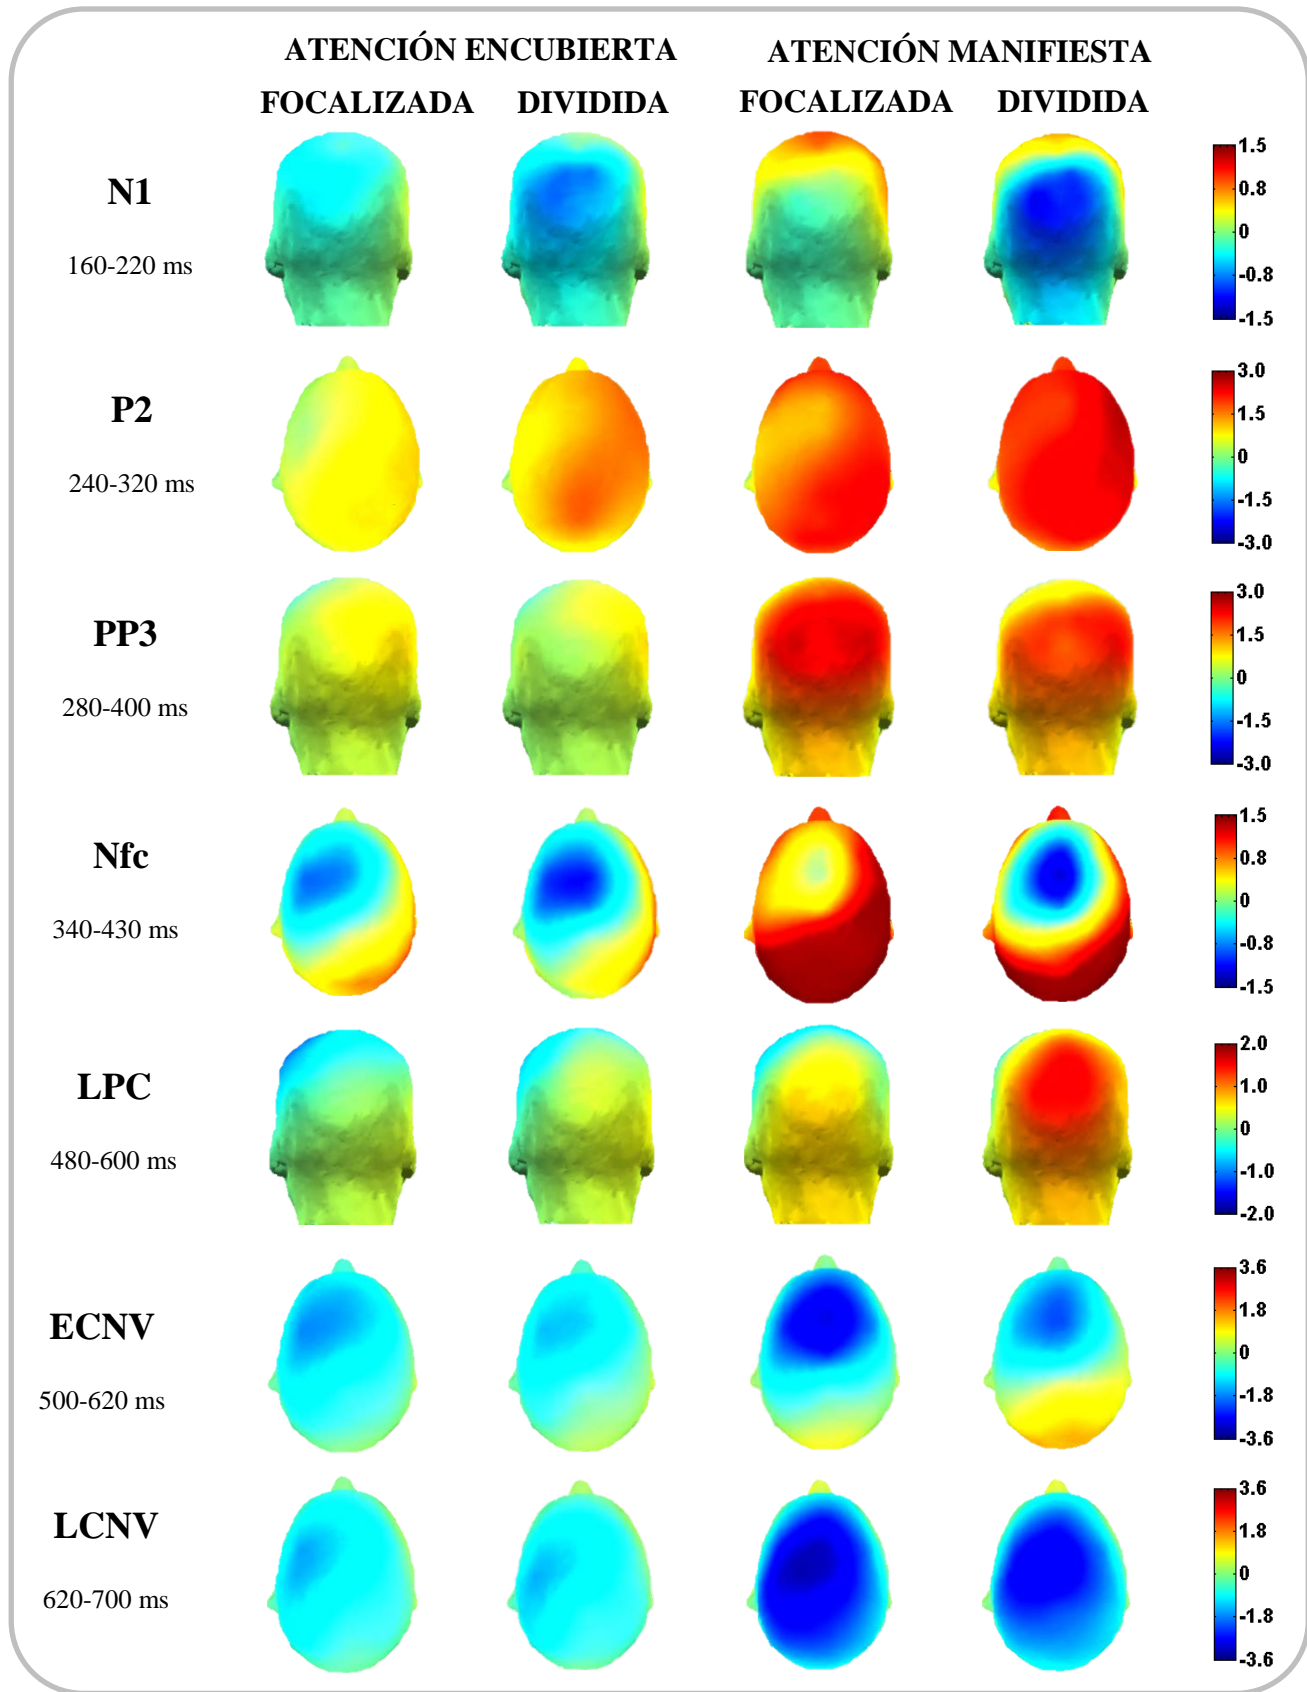 ATENCIÓN ENCUBIERTA ATENCIÓN MANIFIESTA
FOCALIZADA DIVIDIDA FOCALIZADA DIVIDIDA
N1
160-220 ms
1.5
0.8
0
-0.8
-1.5
P2
240-320 ms
3.0
1.5
0
-1.5
-3.0
PP3
280-400 ms
3.0
1.5
0
-1.5
-3.0
Nfc
340-430 ms
1.5
0.8
0
-0.8
-1.5
LPC
480-600 ms
2.0
1.0
0
-1.0
-2.0
ECNV
500-620 ms
3.6
1.8
0
-1.8
-3.6
LCNV
620-700 ms
3.6
1.8
0
-1.8
-3.6